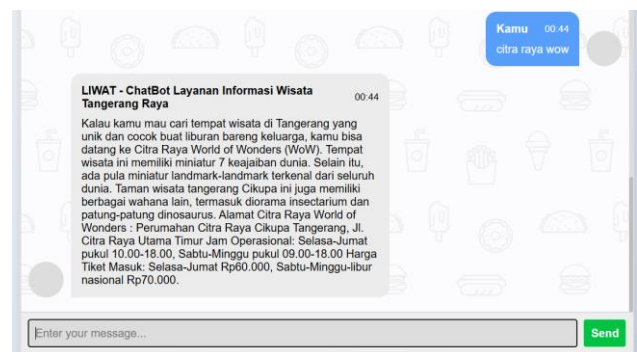 Kamu 00:44
citra raya wow
LIWAT - ChatBot Layanan Informasi Wisata
Tangerang Raya 00:44
Kalau kamu mau cari tempat wisata di Tangerang yang
unik dan cocok buat liburan bareng keluarga, kamu bisa
datang ke Citra Raya World of Wonders (WoW). Tempat
wisata ini memiliki miniatur 7 keajaiban dunia. Selain itu,
ada pula miniatur landmark-landmark terkenal dari seluruh
dunia. Taman wisata tangerang Cikupa ini juga memiliki
berbagai wahana lain, termasuk diorama insectarium dan
patung-patung dinosaurus. Alamat Citra Raya World of
Wonders : Perumahan Citra Raya Cikupa Tangerang, Jl.
Citra Raya Utama Timur Jam Operasional: Selasa-Jumat
pukul 10.00-18.00, Sabtu-Minggu pukul 09.00-18.00 Harga
Tiket Masuk: Selasa-Jumat Rp60.000, Sabtu-Minggu-libur
nasional Rp70.000.
Enter your message...
Send